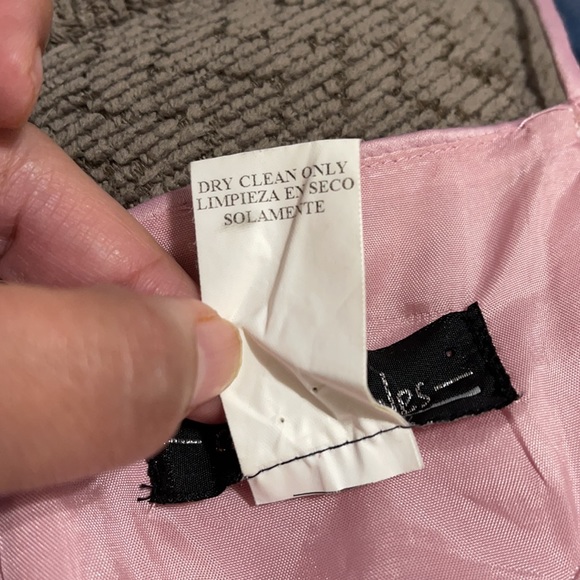 DRY CLEAN ONLY
LIMPIEZA EN SECO
SOLAMENTE